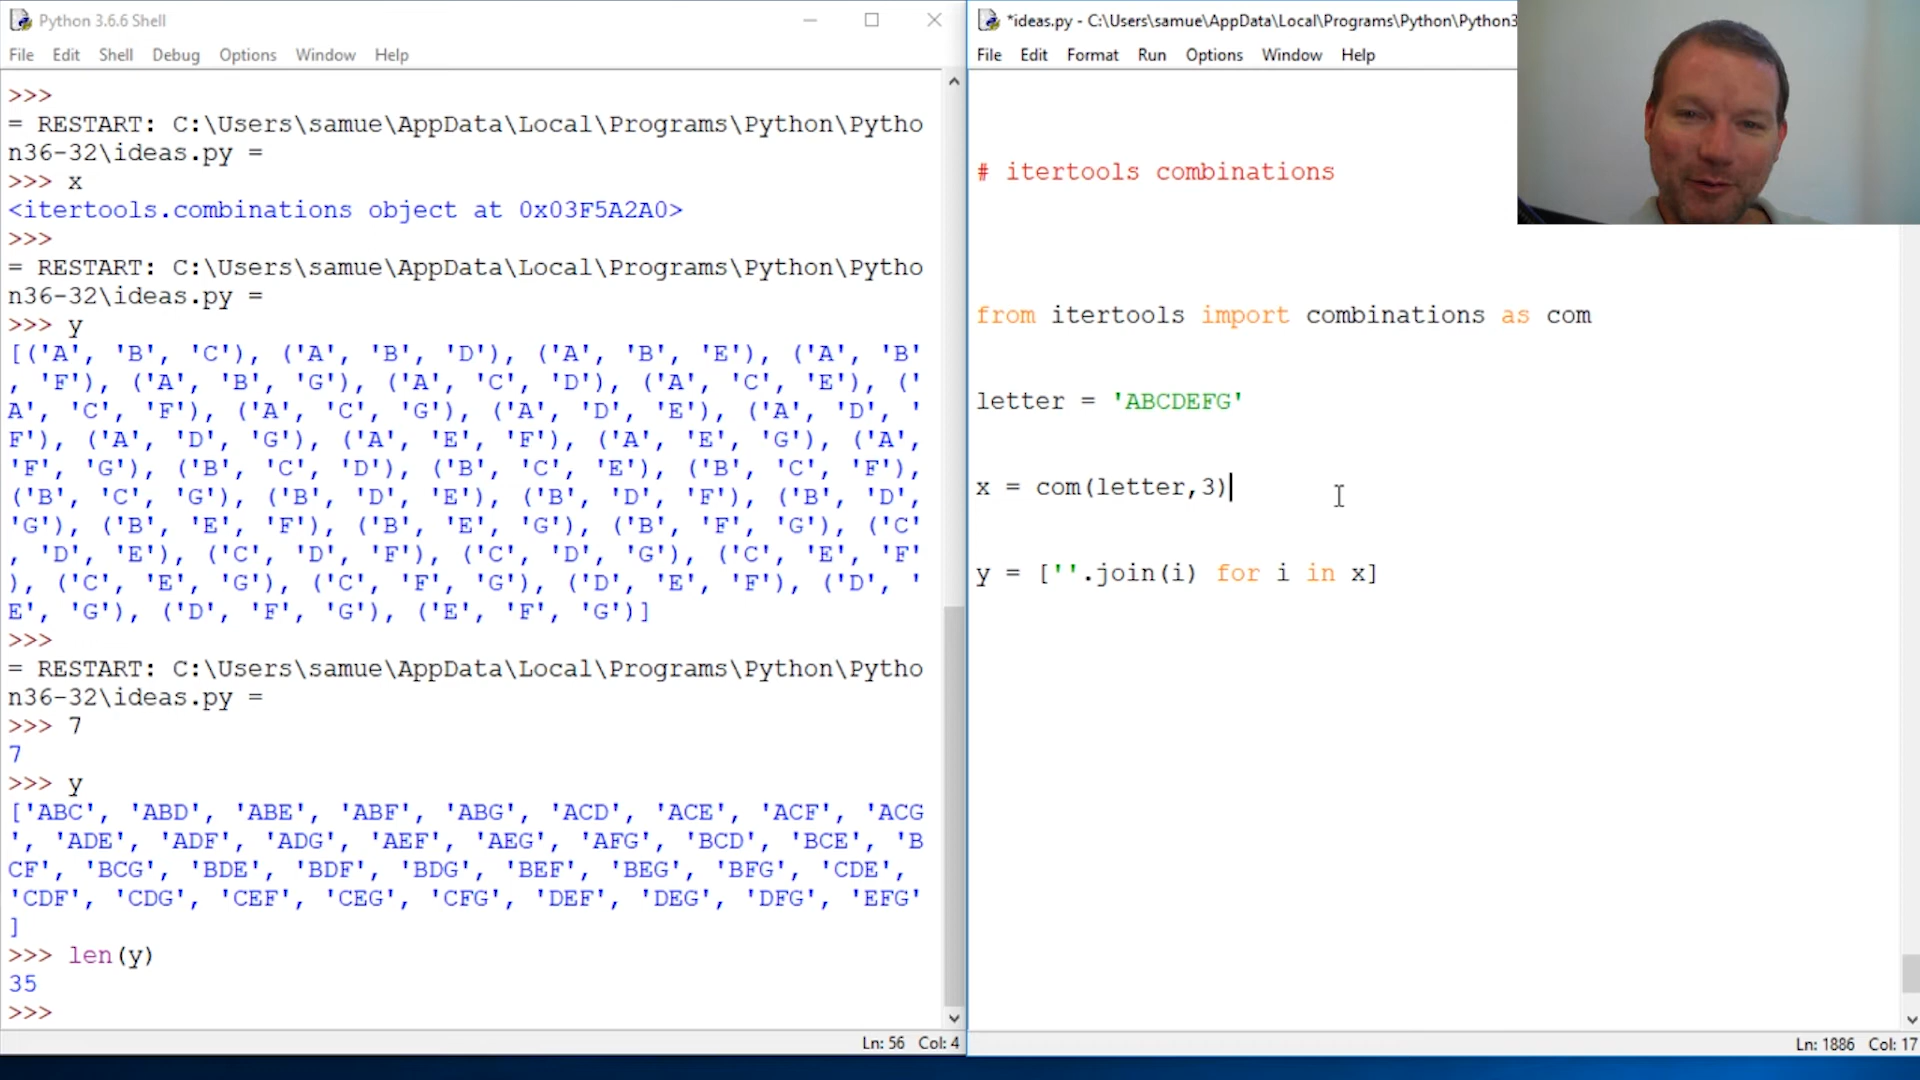 Python 3.6.6 Shell
File Edit Shell Debug Options Window Help
>>>
= RESTART: C:\Users\samue\AppData\Local\Programs\Python\Pytho
n36-32\ideas.py =
>>> x
<itertools.combinations object at 0x03F5A2A0>
>>>
= RESTART: C:\Users\samue\AppData\Local\Programs\Python\Pytho
n36-32\ideas.py =
>>> y
[('A', 'B', 'C'), ('A', 'B', 'D'), ('A', 'B', 'E'), ('A', 'B'
, 'F'), ('A', 'B', 'G'), ('A', 'C', 'D'), ('A', 'C', 'E'), ('
A', 'C', 'F'), ('A', 'C', 'G'), ('A', 'D', 'E'), ('A', 'D', '
F'), ('A', 'D', 'G'), ('A', 'E', 'F'), ('A', 'E', 'G'), ('A',
'F', 'G'), ('B', 'C', 'D'), ('B', 'C', 'E'), ('B', 'C', 'F'),
('B', 'C', 'G'), ('B', 'D', 'E'), ('B', 'D', 'F'), ('B', 'D',
'G'), ('B', 'E', 'F'), ('B', 'E', 'G'), ('B', 'F', 'G'), ('C'
, 'D', 'E'), ('C', 'D', 'F'), ('C', 'D', 'G'), ('C', 'E', 'F'
), ('C', 'E', 'G'), ('C', 'F', 'G'), ('D', 'E', 'F'), ('D', '
E', 'G'), ('D', 'F', 'G'), ('E', 'F', 'G')]
>>>
= RESTART: C:\Users\samue\AppData\Local\Programs\Python\Pytho
n36-32\ideas.py =
>>> 7
7
>>> y
['ABC', 'ABD', 'ABE', 'ABF', 'ABG', 'ACD', 'ACE', 'ACF', 'ACG
', 'ADE', 'ADF', 'ADG', 'AEF', 'AEG', 'AFG', 'BCD', 'BCE', 'B
CF', 'BCG', 'BDE', 'BDF', 'BDG', 'BEF', 'BEG', 'BFG', 'CDE',
'CDF', 'CDG', 'CEF', 'CEG', 'CFG', 'DEF', 'DEG', 'DFG', 'EFG'
]
>>> len(y)
35
>>>
Ln: 56 Col: 4
*ideas.py - C:\Users\samue\AppData\Local\Programs\Python\Python3
File Edit Format Run Options Window Help
# itertools combinations
from itertools import combinations as com
letter = 'ABCDEFG'
x = com(letter,3)
y = [''.join(i) for i in x]
Ln: 1886 Col: 17